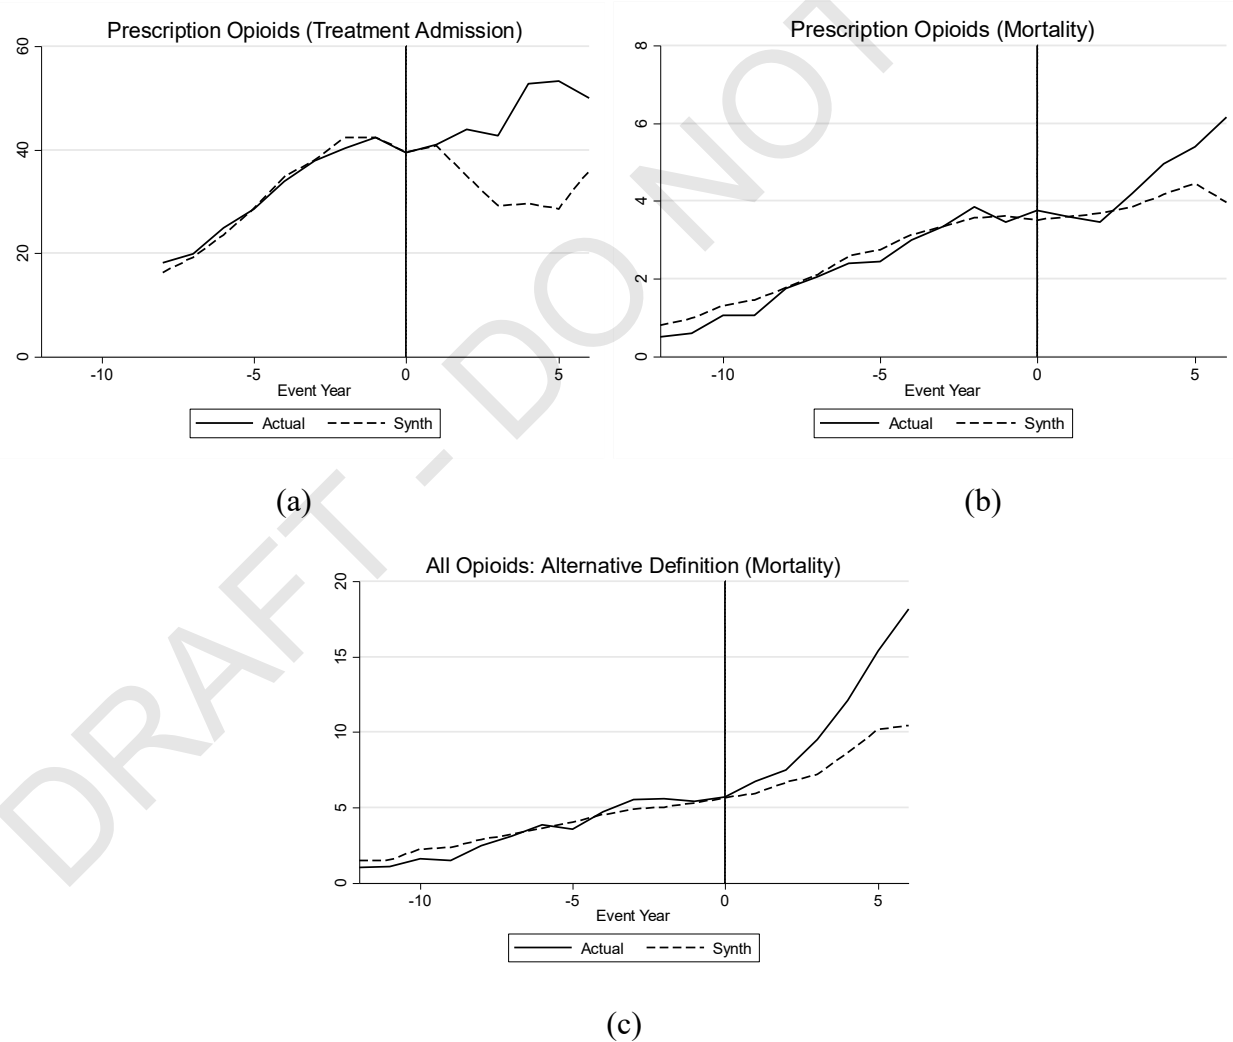 Prescription Opioids (Treatment Admission)
60
40
20
0
-10 -5 0 5
Event Year
Actual Synth
(a)
Prescription Opioids (Mortality)
8
6
4
2
0
-10 -5 0 5
Event Year
Actual Synth
(b)
All Opioids: Alternative Definition (Mortality)
20
15
10
5
0
-10 -5 0 5
Event Year
Actual Synth
(c)
DRAFT - DO NOT